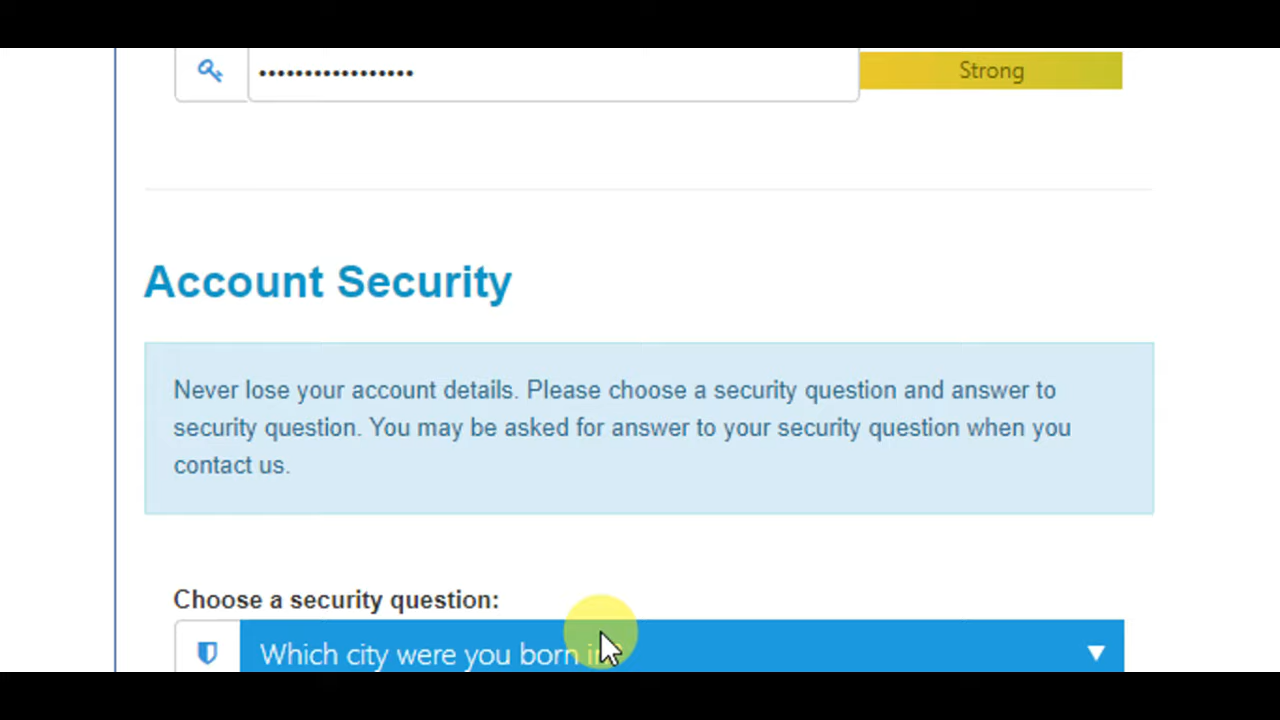 •••••••••••••••••
Strong
Account Security
Never lose your account details. Please choose a security question and answer to
security question. You may be asked for answer to your security question when you
contact us.
Choose a security question:
Which city were you born in?